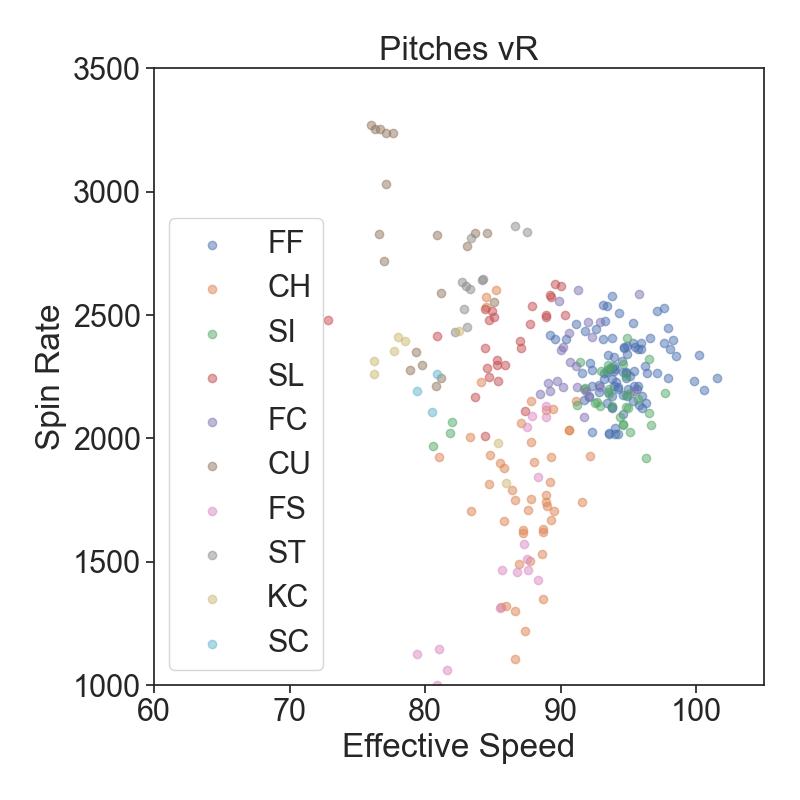 Pitches vR
3500
3000
2500
2000
1500
1000
Spin Rate
FF
CH
SI
SL
FC
CU
FS
ST
KC
SC
60 70 80 90 100
Effective Speed